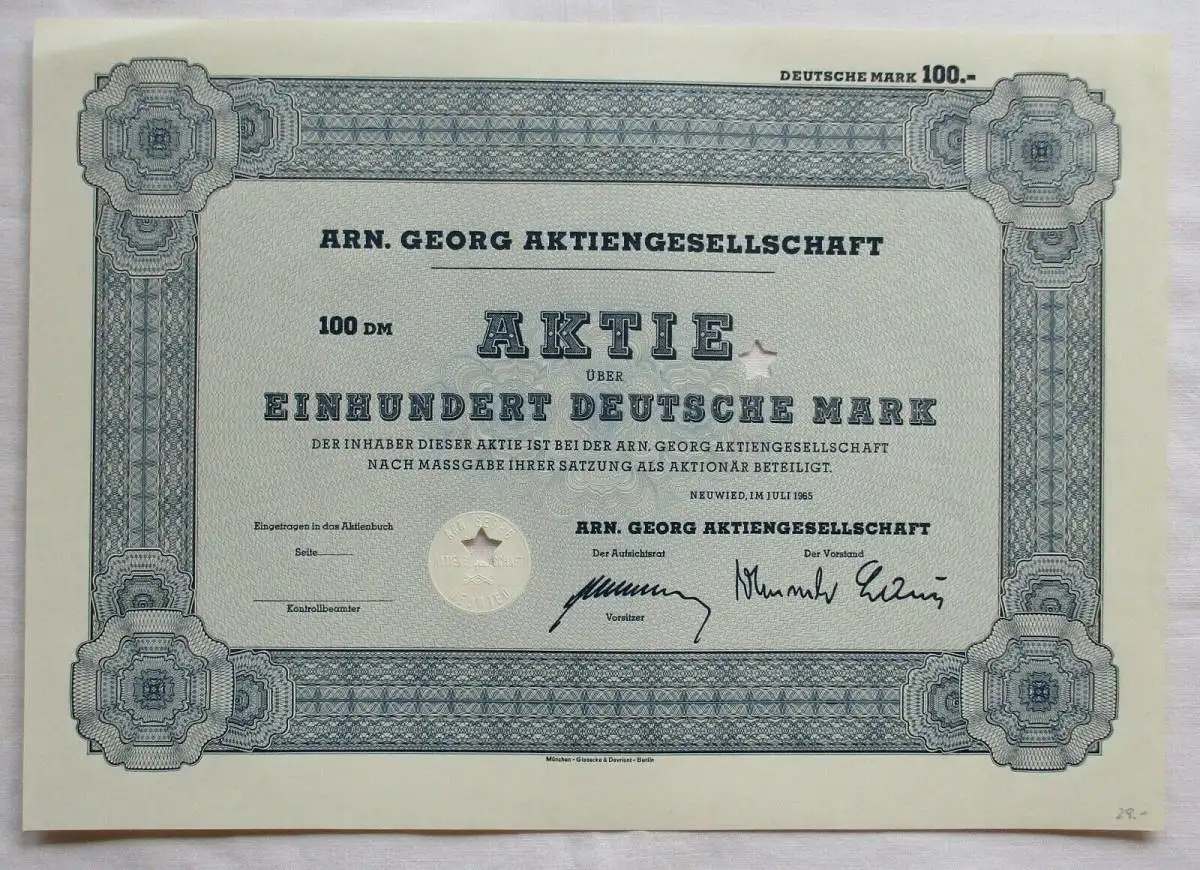 DEUTSCHE MARK 100.-
ARN. GEORG AKTIENGESELLSCHAFT
100 DM
AKTIE
ÜBER
EINHUNDERT DEUTSCHE MARK
DER INHABER DIESER AKTIE IST BEI DER ARN. GEORG AKTIENGESELLSCHAFT
NACH MASSGABE IHRER SATZUNG ALS AKTIONÄR BETEILIGT.
NEUWIED, IM JULI 1965
Eingetragen in das Aktienbuch
ARN. GEORG AKTIENGESELLSCHAFT
Seite
Der Aufsichtsrat
Der Vorstand
Kontrollbeamter
Vorsitzer
NEUWIED
München - Giesecke & Devrient - Berlin